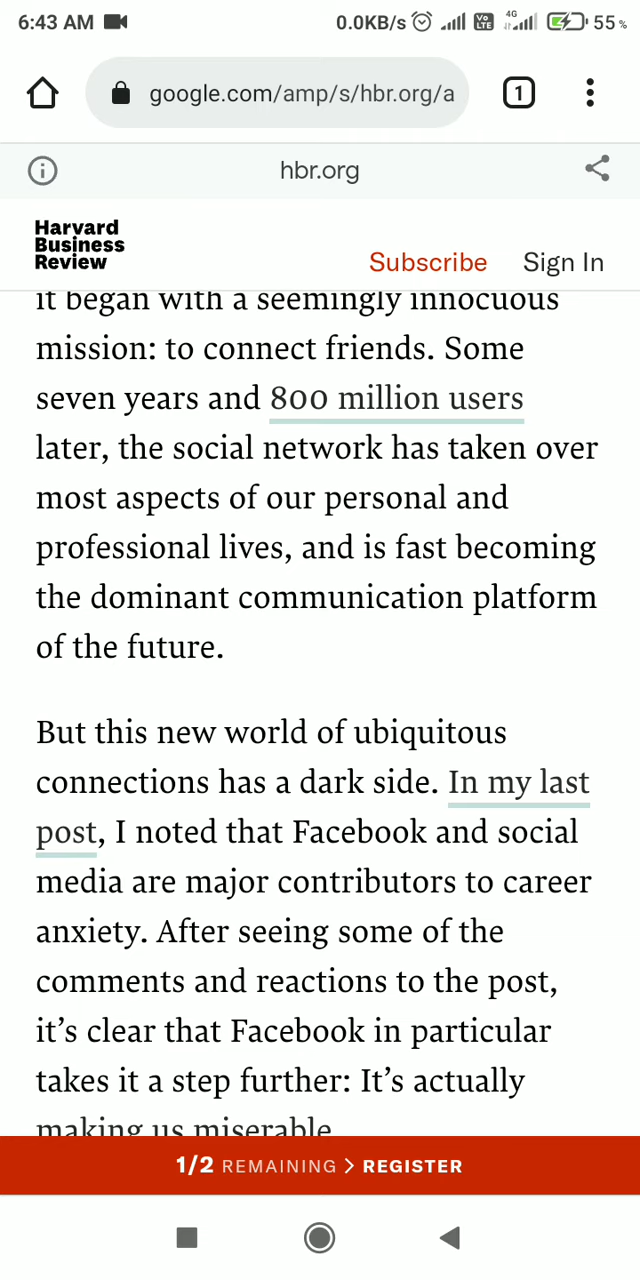 6:43 AM
0.0KB/s Vo LTE 4G 55 %
google.com/amp/s/hbr.org/a
1
hbr.org
Harvard
Business
Review
Subscribe Sign In
it began with a seemingly innocuous
mission: to connect friends. Some
seven years and 800 million users
later, the social network has taken over
most aspects of our personal and
professional lives, and is fast becoming
the dominant communication platform
of the future.
But this new world of ubiquitous
connections has a dark side. In my last
post, I noted that Facebook and social
media are major contributors to career
anxiety. After seeing some of the
comments and reactions to the post,
it’s clear that Facebook in particular
takes it a step further: It’s actually
making us miserable.
1/2 REMAINING > REGISTER